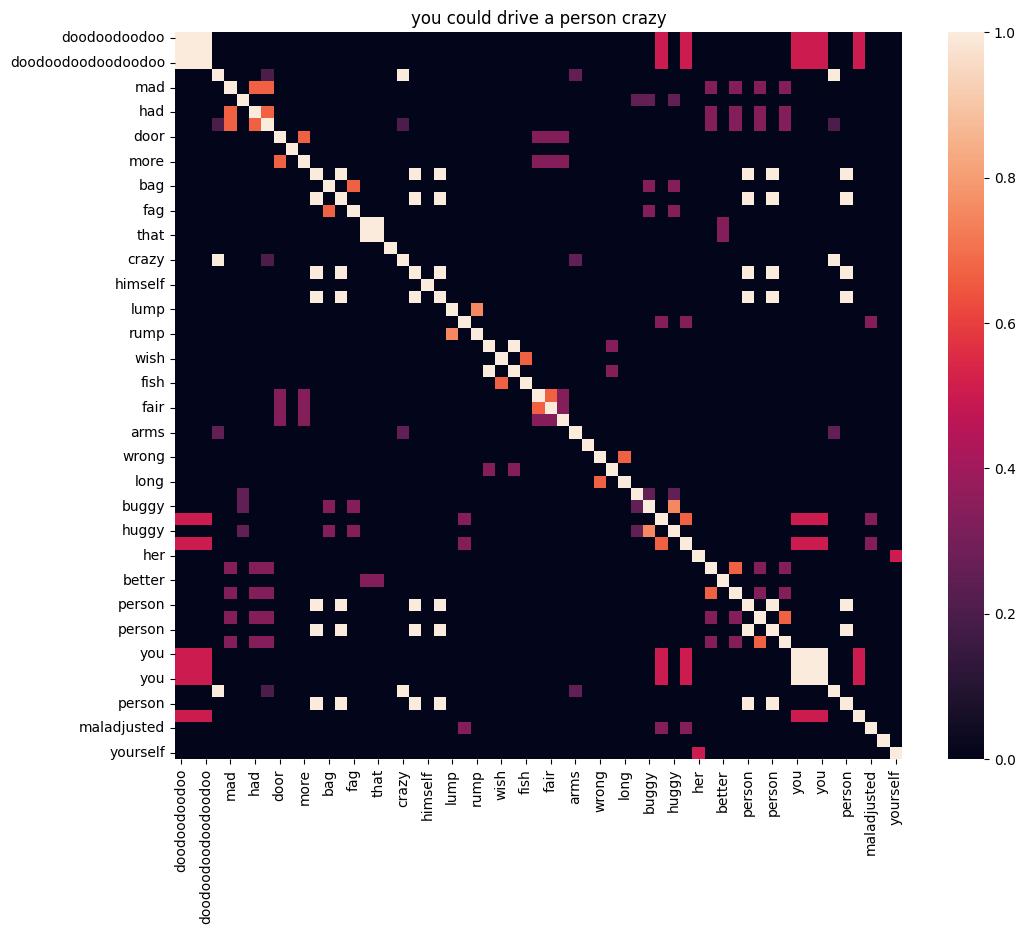 you could drive a person crazy
doodoodoodoo
doodoodoodoodoodoo
mad
had
door
more
bag
fag
that
crazy
himself
lump
rump
wish
fish
fair
arms
wrong
long
buggy
huggy
her
better
person
person
you
you
person
maladjusted
yourself
1.0
0.8
0.6
0.4
0.2
0.0
doodoodoodoo
doodoodoodoodoodoo
mad
had
door
more
bag
fag
that
crazy
himself
lump
rump
wish
fish
fair
arms
wrong
long
buggy
huggy
her
better
person
person
you
you
person
maladjusted
yourself